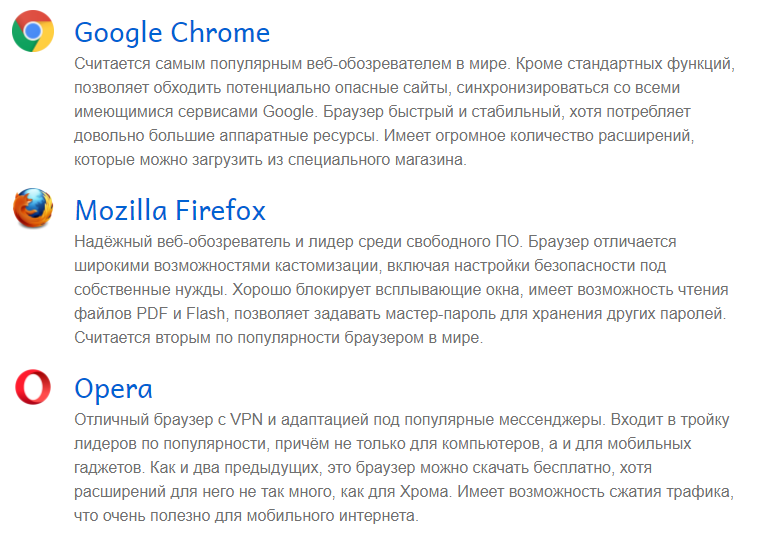 Google Chrome
Считается самым популярным веб-обозревателем в мире. Кроме стандартных функций,
позволяет обходить потенциально опасные сайты, синхронизироваться со всеми
имеющимися сервисами Google. Браузер быстрый и стабильный, хотя потребляет
довольно большие аппаратные ресурсы. Имеет огромное количество расширений,
которые можно загрузить из специального магазина.
Mozilla Firefox
Надёжный веб-обозреватель и лидер среди свободного ПО. Браузер отличается
широкими возможностями кастомизации, включая настройки безопасности под
собственные нужды. Хорошо блокирует всплывающие окна, имеет возможность чтения
файлов PDF и Flash, позволяет задавать мастер-пароль для хранения других паролей.
Считается вторым по популярности браузером в мире.
Opera
Отличный браузер с VPN и адаптацией под популярные мессенджеры. Входит в тройку
лидеров по популярности, причём не только для компьютеров, а и для мобильных
гаджетов. Как и два предыдущих, это браузер можно скачать бесплатно, хотя
расширений для него не так много, как для Хрома. Имеет возможность сжатия трафика,
что очень полезно для мобильного интернета.